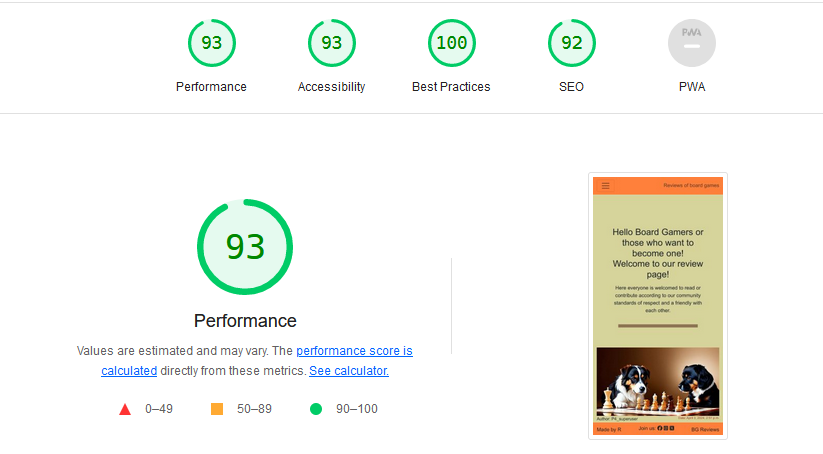 93
93
100
92
PWA
Performance
Accessibility
Best Practices
SEO
PWA
93
Performance
Values are estimated and may vary. The performance score is
calculated directly from these metrics. See calculator.
0–49
50–89
90–100
Reviews of board games
Hello Board Gamers or
those who want to
become one!
Welcome to our review
page!
Here everyone is welcomed to read or
contribute according to our community
standards of respect and a friendly with
each other.
Made by R
Join us:
BG Reviews